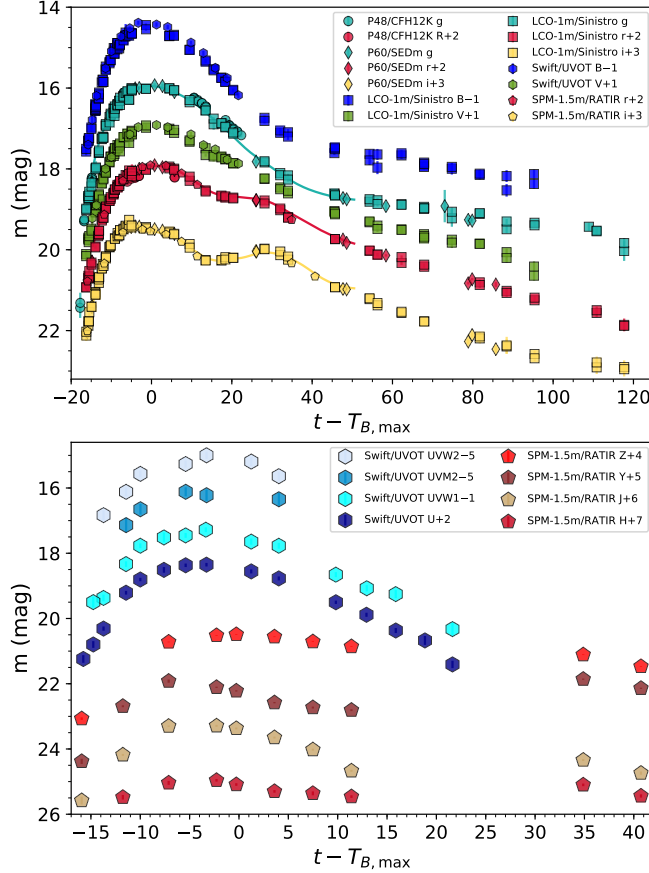 14
16
18
20
22
m (mag)
P48/CFH12K g
P48/CFH12K R+2
P60/SEDm g
P60/SEDm r+2
P60/SEDm i+3
LCO-1m/Sinistro B−1
LCO-1m/Sinistro V+1
LCO-1m/Sinistro g
LCO-1m/Sinistro r+2
LCO-1m/Sinistro i+3
Swift/UVOT B−1
Swift/UVOT V+1
SPM-1.5m/RATIR r+2
SPM-1.5m/RATIR i+3
−20 0 20 40 60 80 100 120
t − T_{B, max}
16
18
20
22
24
26
m (mag)
Swift/UVOT UVW2−5
Swift/UVOT UVM2−5
Swift/UVOT UVW1−1
Swift/UVOT U+2
SPM-1.5m/RATIR Z+4
SPM-1.5m/RATIR Y+5
SPM-1.5m/RATIR J+6
SPM-1.5m/RATIR H+7
−15 −10 −5 0 5 10 15 20 25 30 35 40
t − T_{B, max}